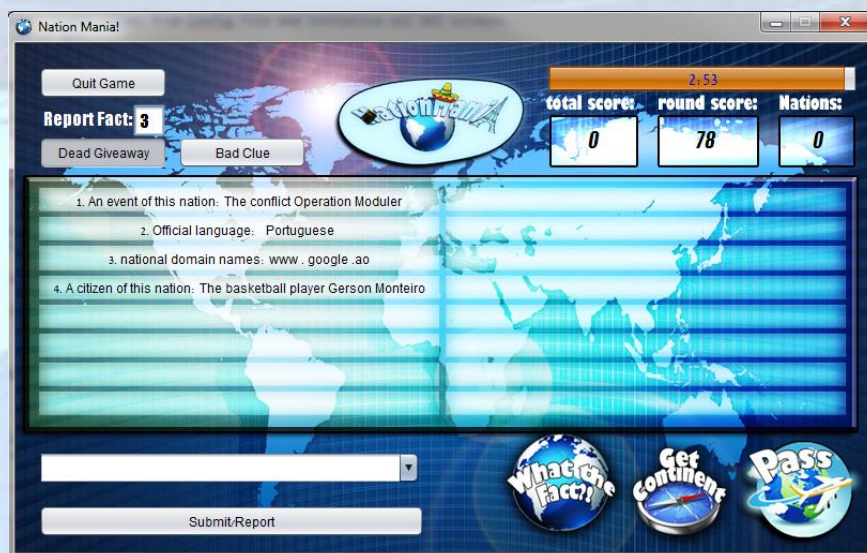 Nation Mania!
Quit Game
Report Fact: 3
Dead Giveaway
Bad Clue
NationManiA
2:53
total score:
round score:
Nations:
0
78
0
1. An event of this nation: The conflict Operation Moduler
2. Official language: Portuguese
3. national domain names: www . google .ao
4. A citizen of this nation: The basketball player Gerson Monteiro
What the
Fact?!
Get
Continent
Pass
Submit/Report